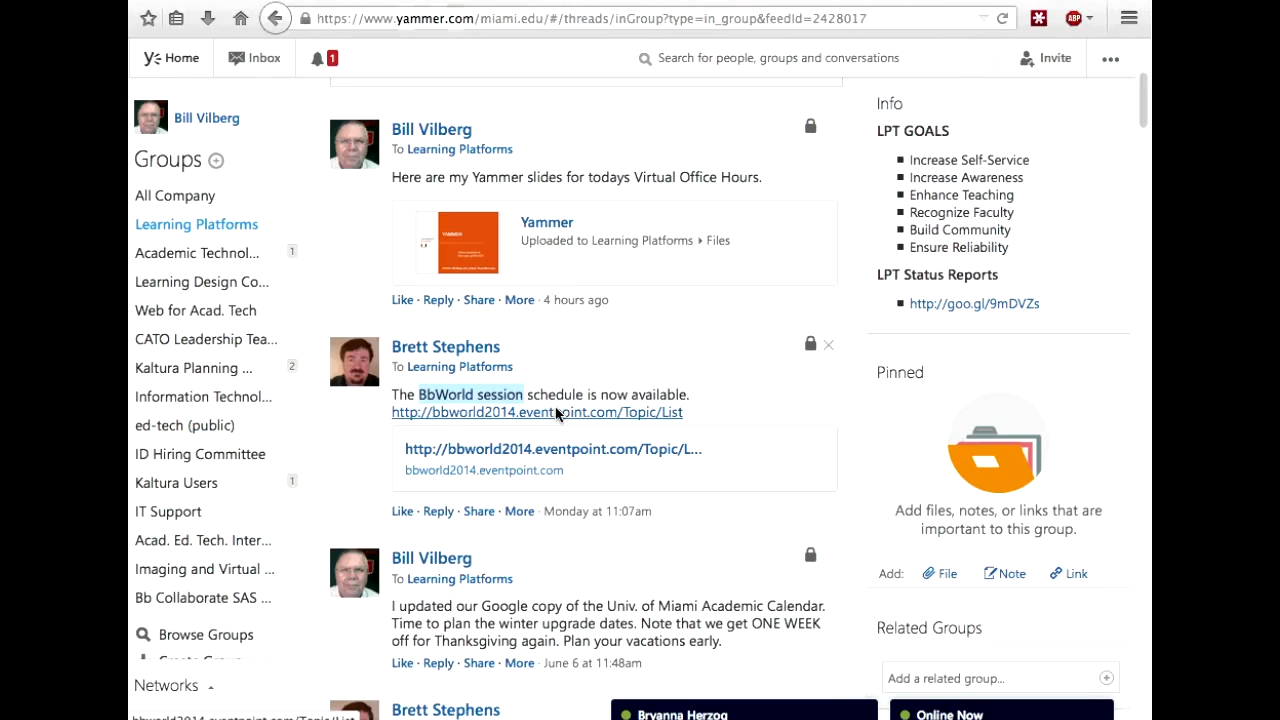 https://www.yammer.com/miami.edu/#/threads/inGroup?type=in_group&feedId=2428017
ABP
Home
Inbox
1
Search for people, groups and conversations
Invite
Bill Vilberg
Groups
All Company
Learning Platforms
Academic Technol... 1
Learning Design Co...
Web for Acad. Tech
CATO Leadership Tea...
Kaltura Planning ... 2
Information Technol...
ed-tech (public)
ID Hiring Committee
Kaltura Users 1
IT Support
Acad. Ed. Tech. Inter...
Imaging and Virtual ...
Bb Collaborate SAS ...
Browse Groups
Networks
bbworld2014.eventpoint.com/Topic/List
Bill Vilberg
To Learning Platforms
Here are my Yammer slides for todays Virtual Office Hours.
Yammer
Uploaded to Learning Platforms ▸ Files
Like · Reply · Share · More · 4 hours ago
Brett Stephens
To Learning Platforms
The BbWorld session schedule is now available.
http://bbworld2014.eventpoint.com/Topic/List
http://bbworld2014.eventpoint.com/Topic/L...
bbworld2014.eventpoint.com
Like · Reply · Share · More · Monday at 11:07am
Bill Vilberg
To Learning Platforms
I updated our Google copy of the Univ. of Miami Academic Calendar.
Time to plan the winter upgrade dates. Note that we get ONE WEEK
off for Thanksgiving again. Plan your vacations early.
Like · Reply · Share · More · June 6 at 11:48am
Brett Stephens
Info
LPT GOALS
Increase Self-Service
Increase Awareness
Enhance Teaching
Recognize Faculty
Build Community
Ensure Reliability
LPT Status Reports
http://goo.gl/9mDVZs
Pinned
Add files, notes, or links that are
important to this group.
Add: File Note Link
Related Groups
Add a related group...
Bryanna Herzog
Online Now